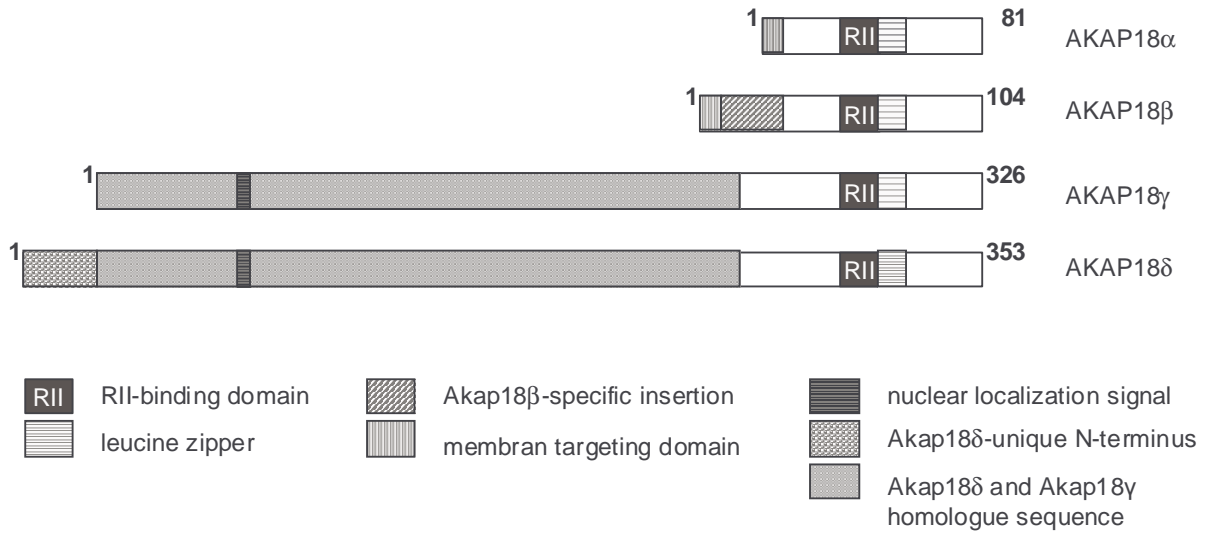 1 81
RII AKAP18α
1 104
RII AKAP18β
1 326
RII AKAP18γ
1 353
RII AKAP18δ
RII RII-binding domain
leucine zipper
Akap18β-specific insertion
membran targeting domain
nuclear localization signal
Akap18δ-unique N-terminus
Akap18δ and Akap18γ
homologue sequence